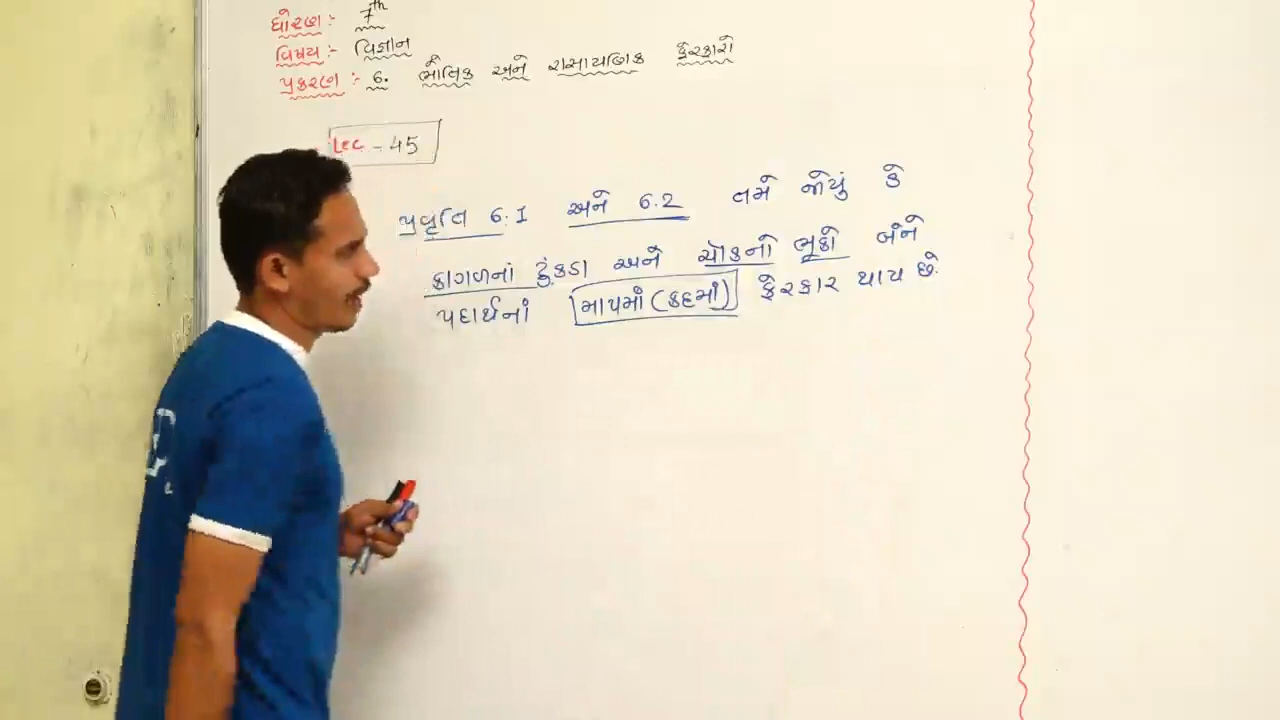 ધોરણ :- 7th
વિષય :- વિજ્ઞાન
પ્રકરણ :- 6. ભૌતિક અને રાસાયણિક ફેરફારો
Lec - 45
પ્રવૃતિ 6.1 અને 6.2 તમે જોયું કે
કાગળનાં ટુંકડા અને ચૉકનો ભૂકો બંને
પદાર્થનાં માપમાં (કદમાં) ફેરફાર થાય છે.